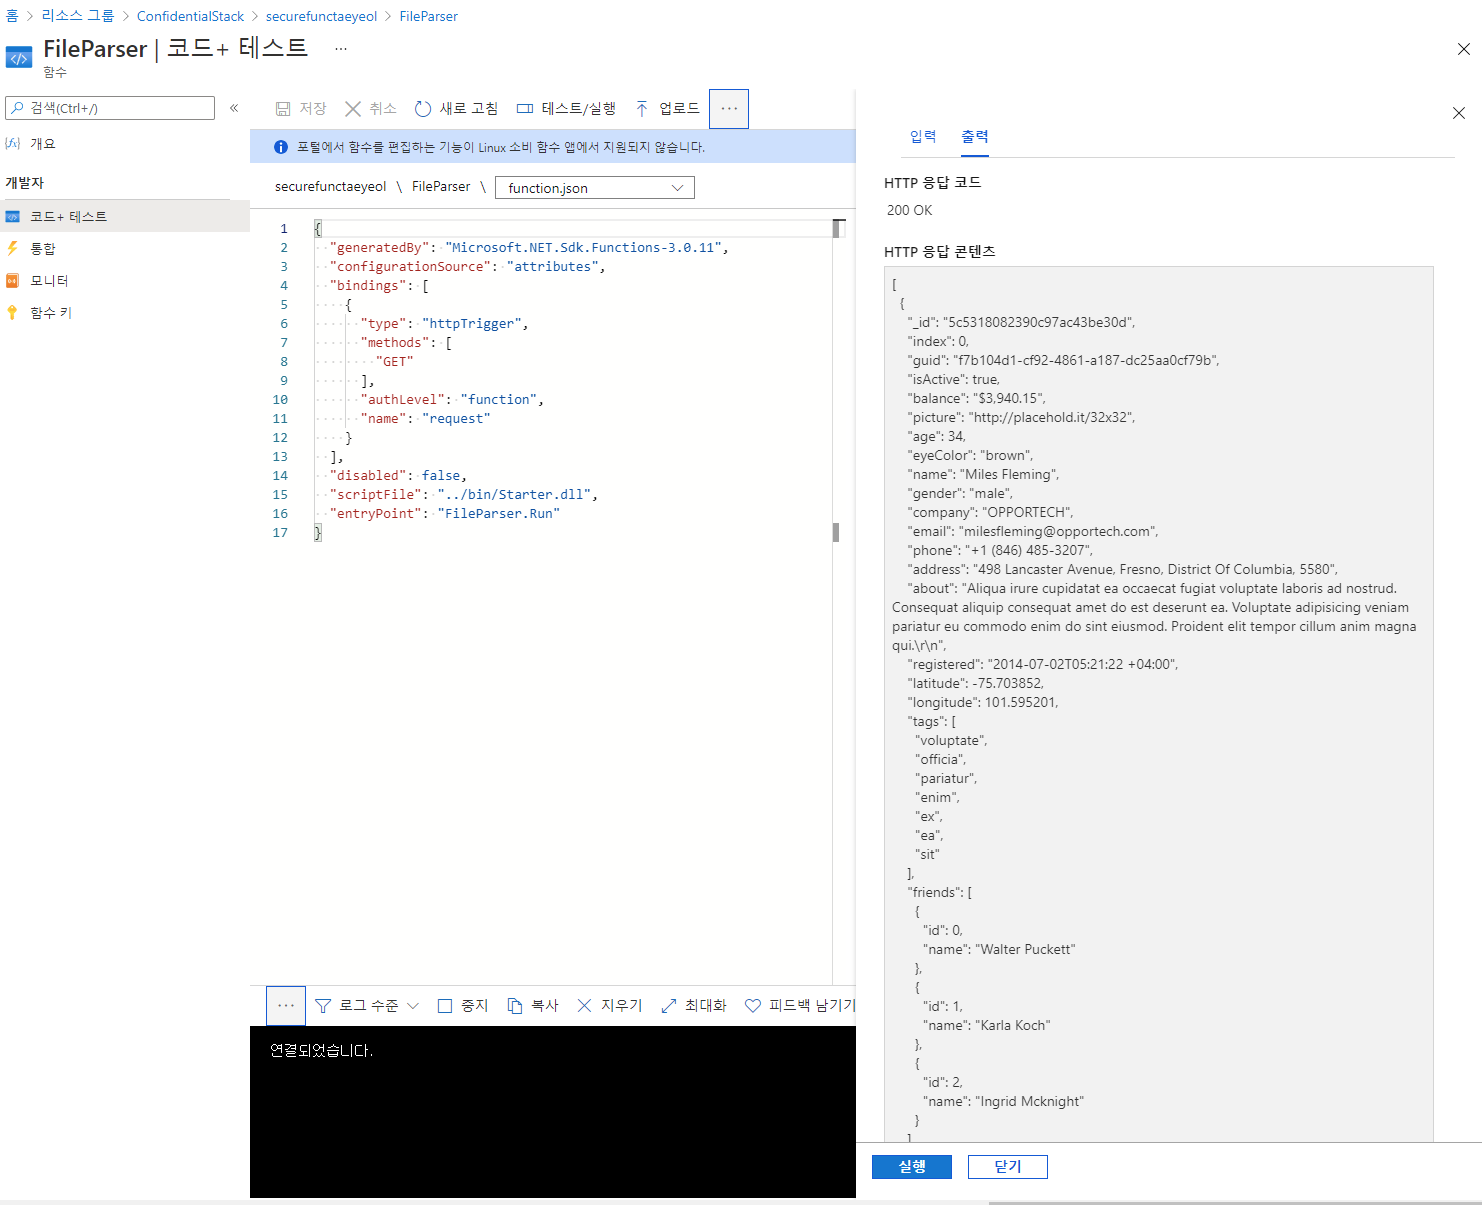 홈 > 리소스 그룹 > ConfidentialStack > securefunctaeyeol > FileParser
FileParser | 코드+ 테스트 ...
함수
검색(Ctrl+/)
«
개요
개발자
코드+ 테스트
통합
모니터
함수 키
저장 취소 새로 고침 테스트/실행 업로드 ...
포털에서 함수를 편집하는 기능이 Linux 소비 함수 앱에서 지원되지 않습니다.
securefunctaeyeol \ FileParser \ function.json
1 {
2 "generatedBy": "Microsoft.NET.Sdk.Functions-3.0.11",
3 "configurationSource": "attributes",
4 "bindings": [
5 {
6 "type": "httpTrigger",
7 "methods": [
8 "GET"
9 ],
10 "authLevel": "function",
11 "name": "request"
12 }
13 ],
14 "disabled": false,
15 "scriptFile": "../bin/Starter.dll",
16 "entryPoint": "FileParser.Run"
17 }
... 로그 수준 중지 복사 지우기 최대화 피드백 남기기
연결되었습니다.
입력 출력
HTTP 응답 코드
200 OK
HTTP 응답 콘텐츠
[
{
"_id": "5c5318082390c97ac43be30d",
"index": 0,
"guid": "f7b104d1-cf92-4861-a187-dc25aa0cf79b",
"isActive": true,
"balance": "$3,940.15",
"picture": "http://placehold.it/32x32",
"age": 34,
"eyeColor": "brown",
"name": "Miles Fleming",
"gender": "male",
"company": "OPPORTECH",
"email": "milesfleming@opportech.com",
"phone": "+1 (846) 485-3207",
"address": "498 Lancaster Avenue, Fresno, District Of Columbia, 5580",
"about": "Aliqua irure cupidatat ea occaecat fugiat voluptate laboris ad nostrud.
Consequat aliquip consequat amet do est deserunt ea. Voluptate adipisicing veniam
pariatur eu commodo enim do sint eiusmod. Proident elit tempor cillum anim magna
qui.\r\n",
"registered": "2014-07-02T05:21:22 +04:00",
"latitude": -75.703852,
"longitude": 101.595201,
"tags": [
"voluptate",
"officia",
"pariatur",
"enim",
"ex",
"ea",
"sit"
],
"friends": [
{
"id": 0,
"name": "Walter Puckett"
},
{
"id": 1,
"name": "Karla Koch"
},
{
"id": 2,
"name": "Ingrid Mcknight"
}
]
실행 닫기